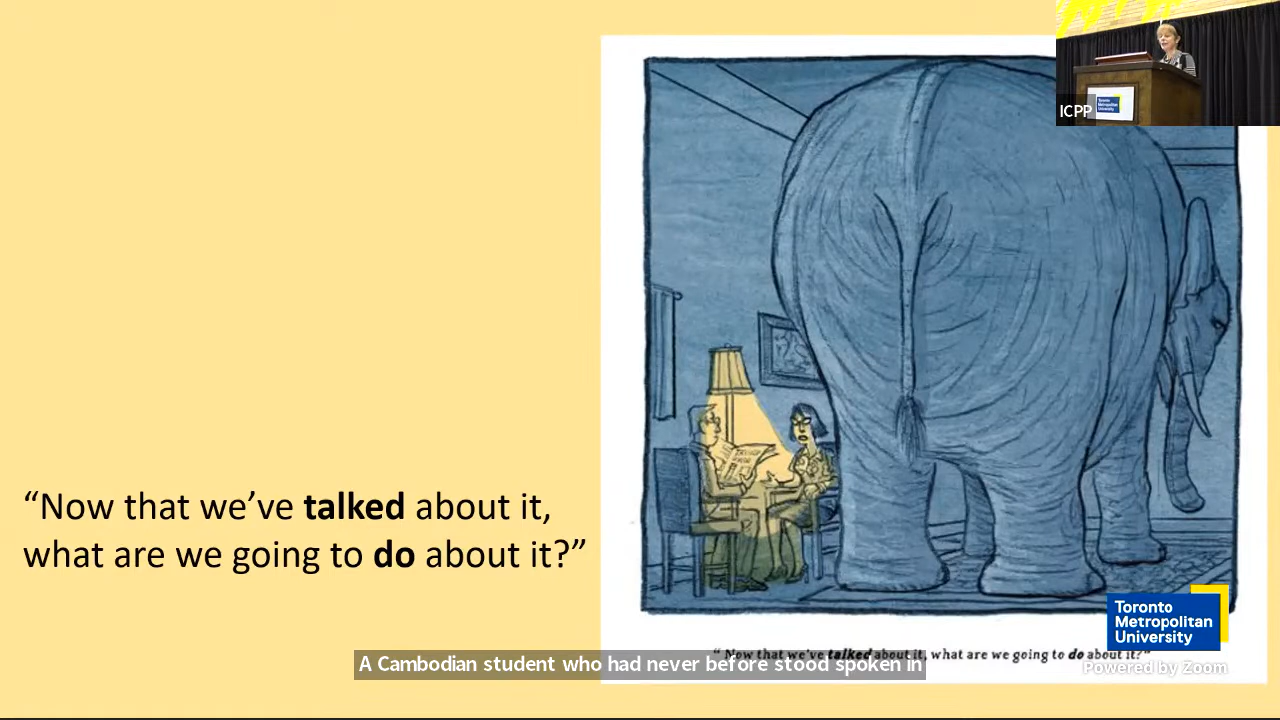 ICPP
“Now that we’ve talked about it,
what are we going to do about it?”
Toronto
Metropolitan
University
“Now that we've talked about it, what are we going to do about it?”
A Cambodian student who had never before stood spoken in
Powered by Zoom